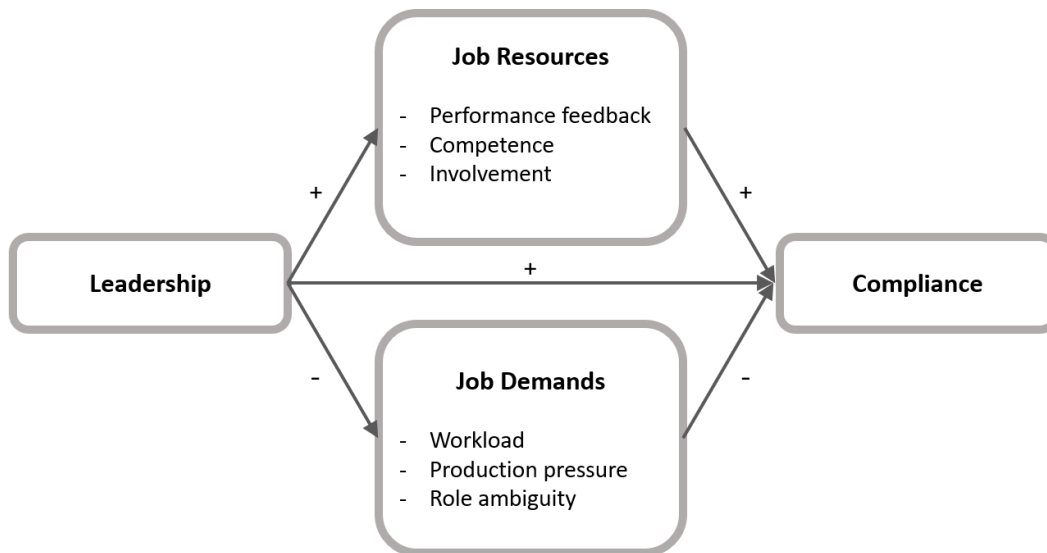 Job Resources
- Performance feedback
- Competence
- Involvement
+
+
Leadership
+
Compliance
-
-
Job Demands
- Workload
- Production pressure
- Role ambiguity